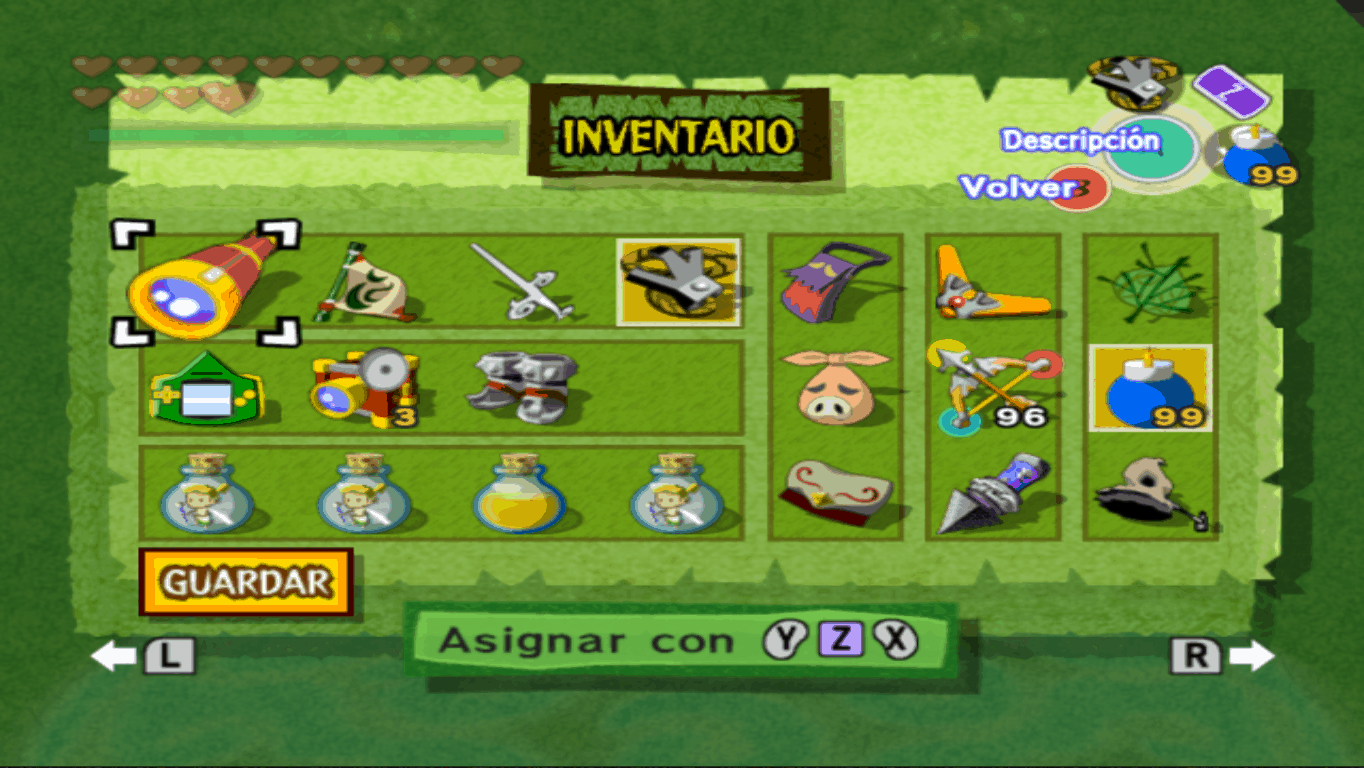 INVENTARIO
Z
Descripción
99
Volver
3
96
99
GUARDAR
Asignar con Y Z X
L
R